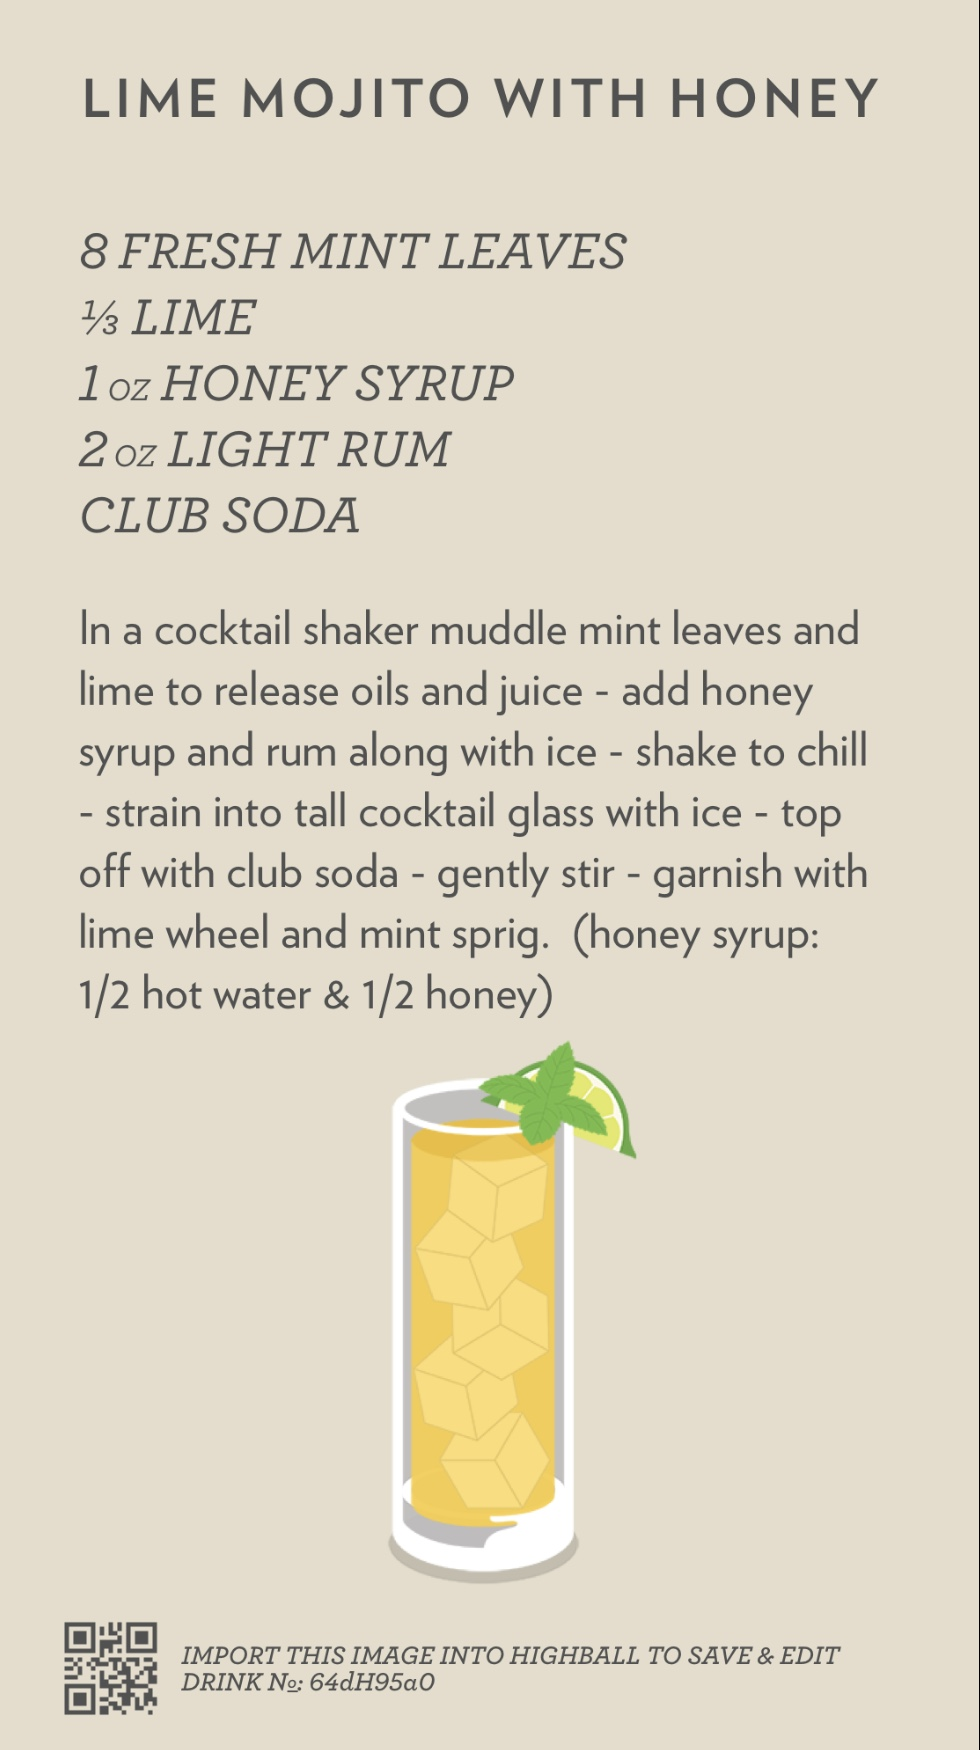 LIME MOJITO WITH HONEY
8 FRESH MINT LEAVES
⅓ LIME
1 oz HONEY SYRUP
2 oz LIGHT RUM
CLUB SODA
In a cocktail shaker muddle mint leaves and
lime to release oils and juice - add honey
syrup and rum along with ice - shake to chill
- strain into tall cocktail glass with ice - top
off with club soda - gently stir - garnish with
lime wheel and mint sprig.  (honey syrup:
1/2 hot water & 1/2 honey)
IMPORT THIS IMAGE INTO HIGHBALL TO SAVE & EDIT
DRINK №: 64dH95a0